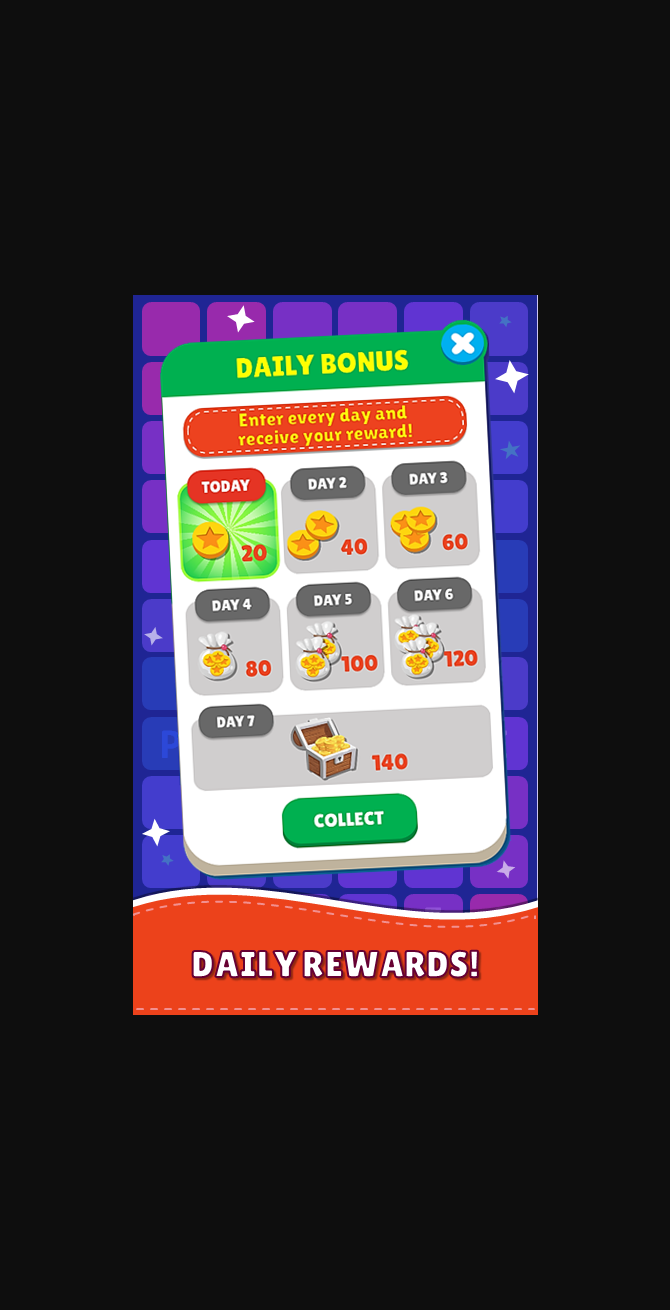 DAILY BONUS
Enter every day and
receive your reward!
TODAY
20
DAY 2
40
DAY 3
60
DAY 4
80
DAY 5
100
DAY 6
120
DAY 7
140
COLLECT
DAILY REWARDS!